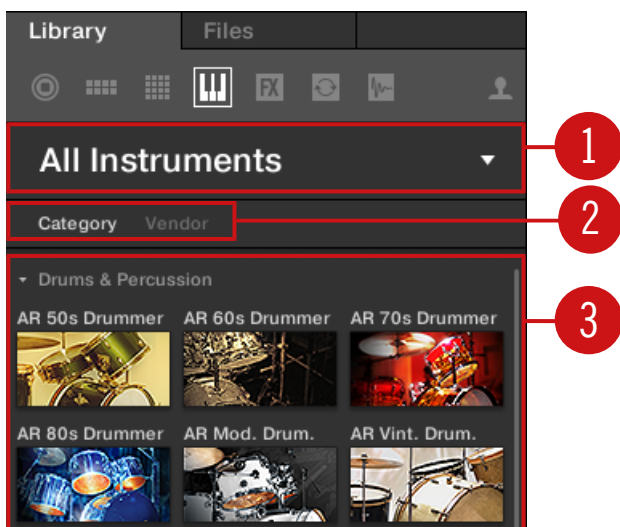 Library Files
FX
All Instruments
1
Category Vendor
2
Drums & Percussion
3
AR 50s Drummer AR 60s Drummer AR 70s Drummer
AR 80s Drummer AR Mod. Drum. AR Vint. Drum.